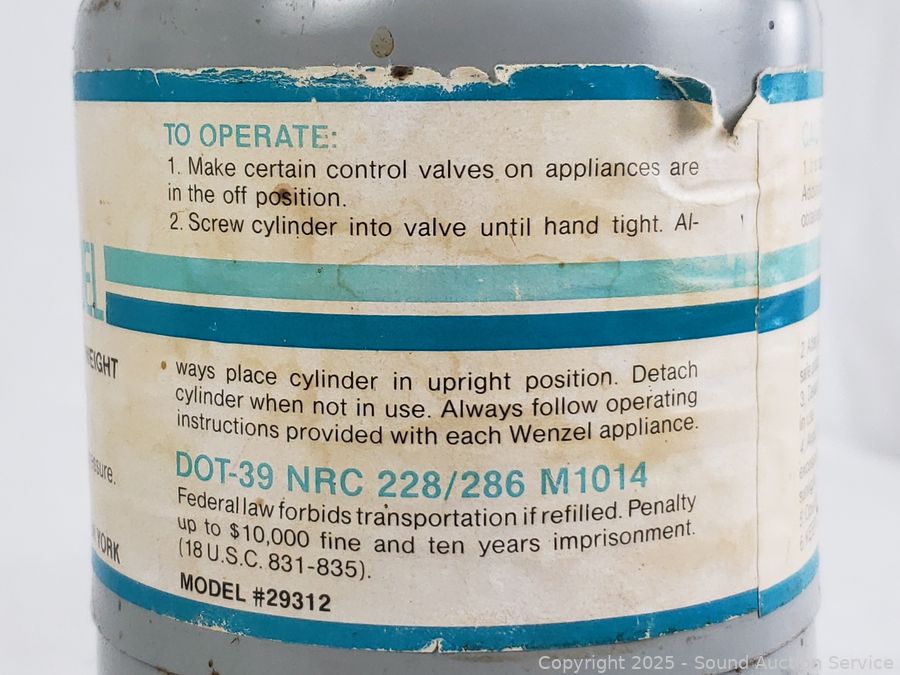 TO OPERATE:
1. Make certain control valves on appliances are
in the off position.
2. Screw cylinder into valve until hand tight. Al-
EL
WEIGHT
ways place cylinder in upright position. Detach
cylinder when not in use. Always follow operating
instructions provided with each Wenzel appliance.
DOT-39 NRC 228/286 M1014
Federal law forbids transportation if refilled. Penalty
up to $10,000 fine and ten years imprisonment.
(18 U.S.C. 831-835).
YORK
MODEL #29312
Copyright 2025 - Sound Auction Service